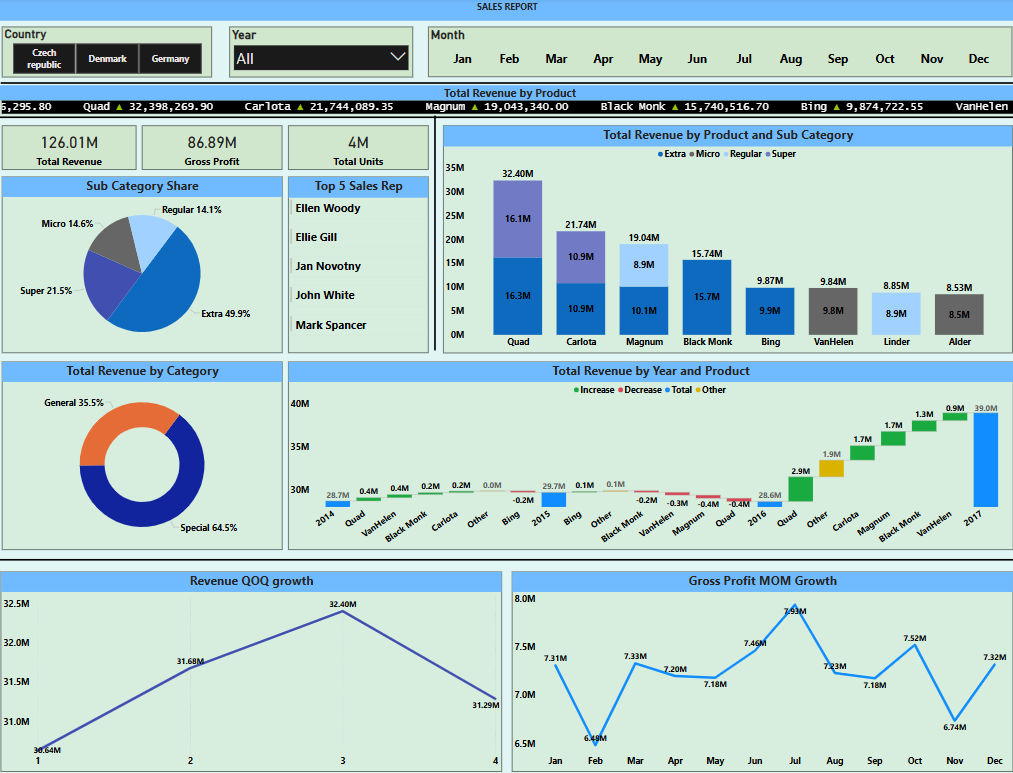 SALES REPORT
Country
Czech republic
Denmark
Germany
Year
All
Month
Jan Feb Mar Apr May Jun Jul Aug Sep Oct Nov Dec
Total Revenue by Product
6,295.80 Quad ▲ 32,398,269.90 Carlota ▲ 21,744,089.35 Magnum ▲ 19,043,340.00 Black Monk ▲ 15,740,516.70 Bing ▲ 9,874,722.55 VanHelen
126.01M
Total Revenue
86.89M
Gross Profit
4M
Total Units
Sub Category Share
Regular 14.1%
Micro 14.6%
Super 21.5%
Extra 49.9%
Top 5 Sales Rep
Ellen Woody
Ellie Gill
Jan Novotny
John White
Mark Spancer
Total Revenue by Product and Sub Category
Extra Micro Regular Super
35M
30M
25M
20M
15M
10M
5M
0M
32.40M
16.1M
16.3M
21.74M
10.9M
10.9M
19.04M
8.9M
10.1M
15.74M
15.7M
9.87M
9.9M
9.84M
9.8M
8.85M
8.9M
8.53M
8.5M
Quad Carlota Magnum Black Monk Bing VanHelen Linder Alder
Total Revenue by Category
General 35.5%
Special 64.5%
Total Revenue by Year and Product
Increase Decrease Total Other
40M
35M
30M
28.7M 0.4M 0.4M 0.2M 0.2M 0.0M -0.2M 29.7M 0.1M 0.1M -0.2M -0.3M -0.4M -0.4M 28.6M 2.9M 1.9M 1.7M 1.7M 1.3M 0.9M 39.0M
2014 Quad VanHelen Black Monk Carlota Other Bing 2015 Bing Other Black Monk VanHelen Magnum Quad 2016 Quad Other Carlota Magnum Black Monk VanHelen 2017
Revenue QOQ growth
32.5M
32.0M
31.5M
31.0M
30.64M
31.68M
32.40M
31.29M
1 2 3 4
Gross Profit MOM Growth
8.0M
7.5M
7.0M
6.5M
7.31M 6.48M 7.33M 7.20M 7.18M 7.46M 7.93M 7.23M 7.18M 7.52M 6.74M 7.32M
Jan Feb Mar Apr May Jun Jul Aug Sep Oct Nov Dec